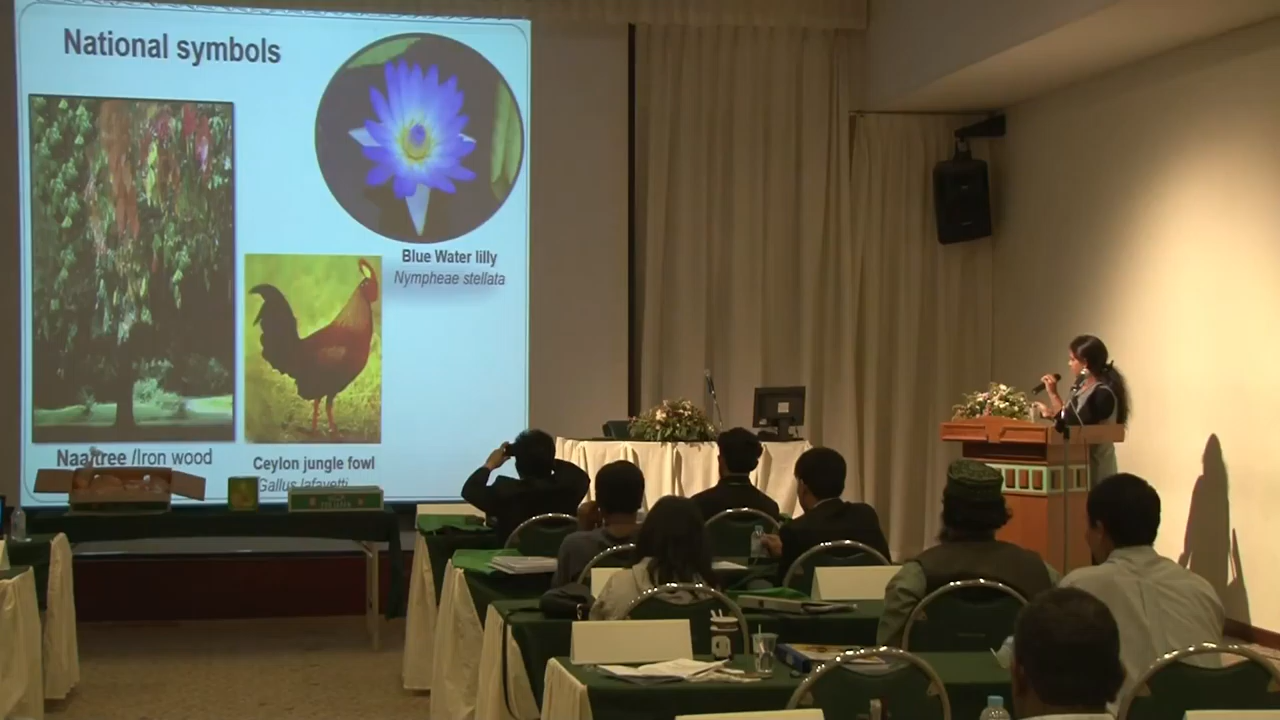 National symbols
Blue Water lilly
Nympheae stellata
Naa tree /Iron wood
Ceylon jungle fowl
Gallus lafayetti